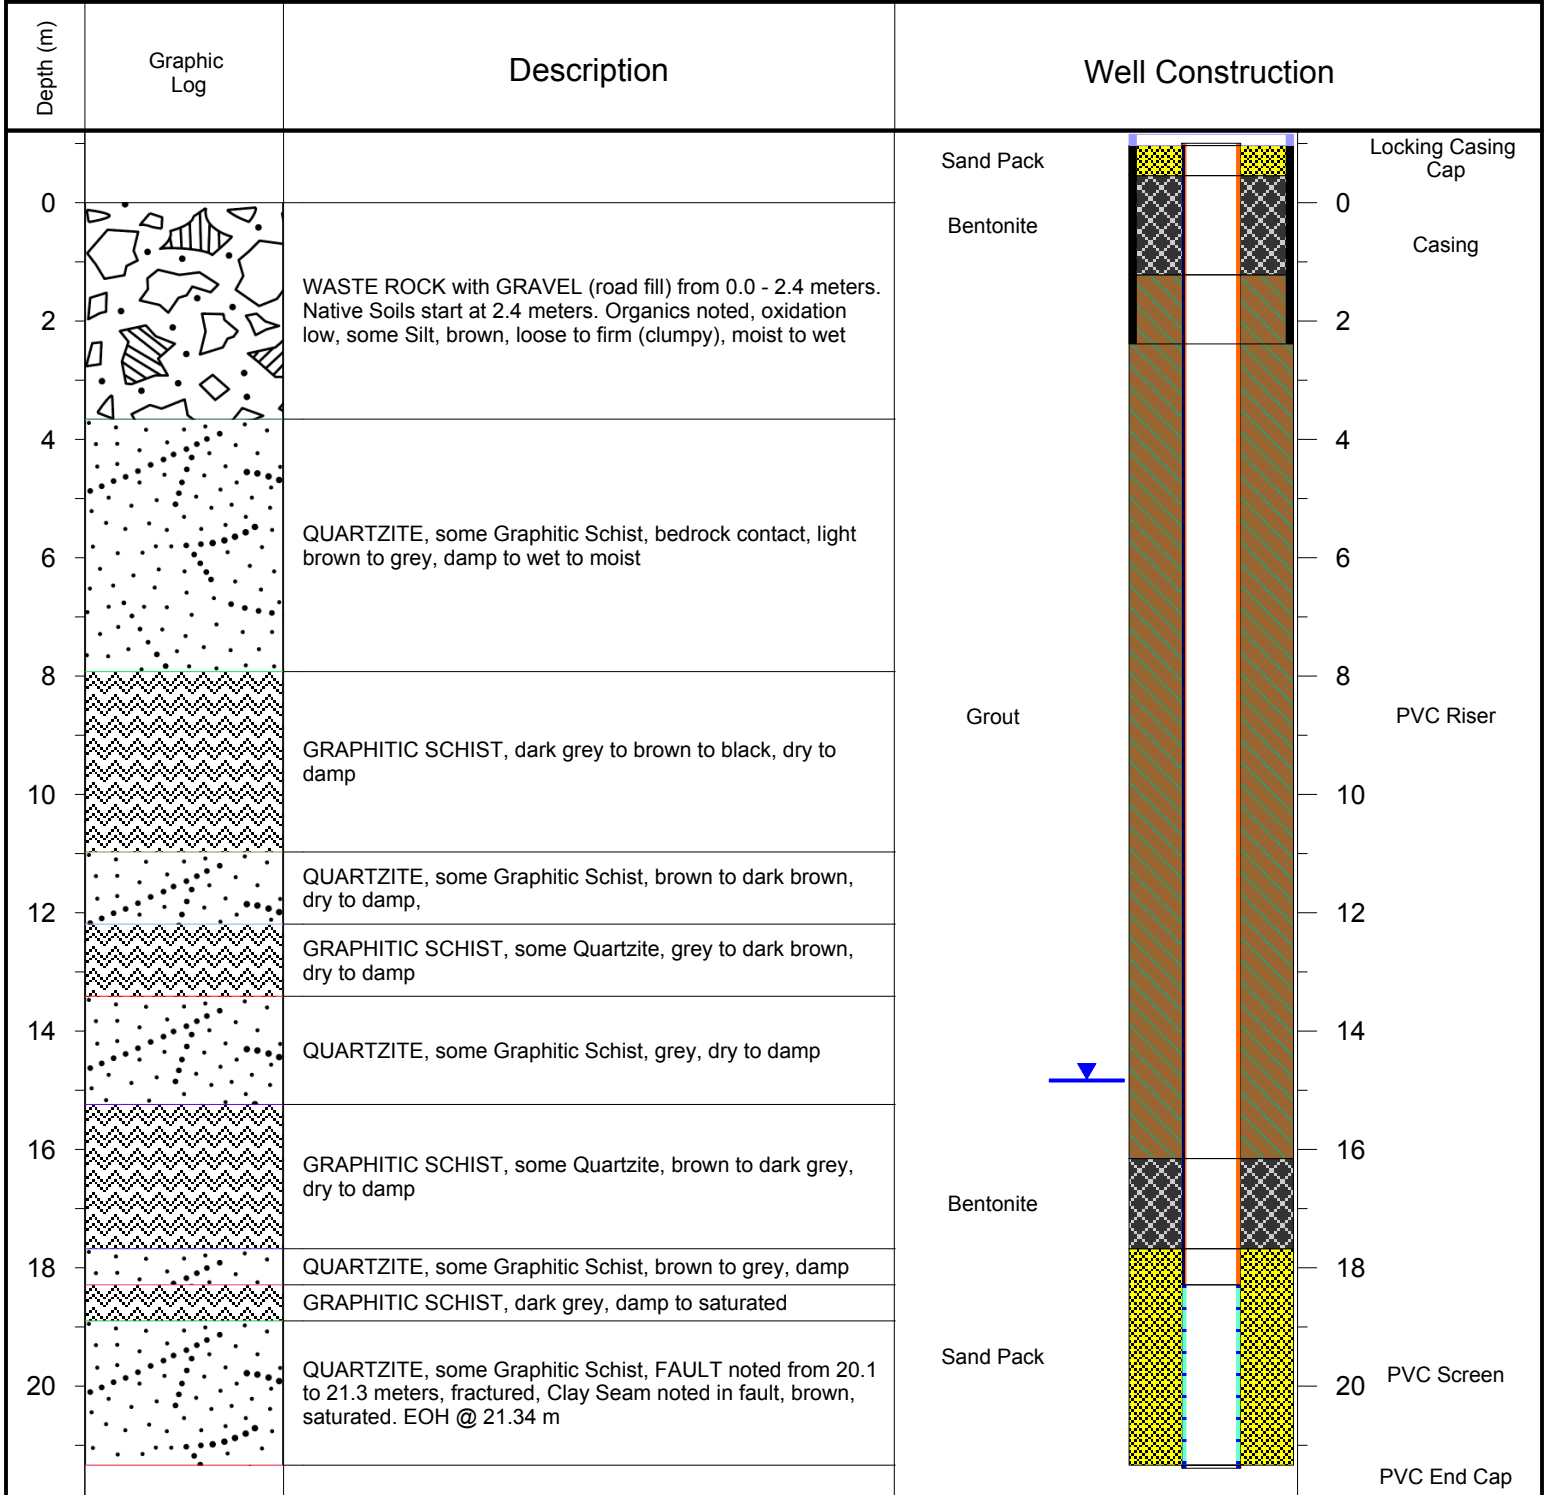 Depth (m)
Graphic
Log
Description
Well Construction
0
2
4
6
8
10
12
14
16
18
20
WASTE ROCK with GRAVEL (road fill) from 0.0 - 2.4 meters.
Native Soils start at 2.4 meters. Organics noted, oxidation
low, some Silt, brown, loose to firm (clumpy), moist to wet
QUARTZITE, some Graphitic Schist, bedrock contact, light
brown to grey, damp to wet to moist
GRAPHITIC SCHIST, dark grey to brown to black, dry to
damp
QUARTZITE, some Graphitic Schist, brown to dark brown,
dry to damp,
GRAPHITIC SCHIST, some Quartzite, grey to dark brown,
dry to damp
QUARTZITE, some Graphitic Schist, grey, dry to damp
GRAPHITIC SCHIST, some Quartzite, brown to dark grey,
dry to damp
QUARTZITE, some Graphitic Schist, brown to grey, damp
GRAPHITIC SCHIST, dark grey, damp to saturated
QUARTZITE, some Graphitic Schist, FAULT noted from 20.1
to 21.3 meters, fractured, Clay Seam noted in fault, brown,
saturated. EOH @ 21.34 m
Sand Pack
Bentonite
Grout
Bentonite
Sand Pack
0
2
4
6
8
10
12
14
16
18
20
Locking Casing
Cap
Casing
PVC Riser
PVC Screen
PVC End Cap